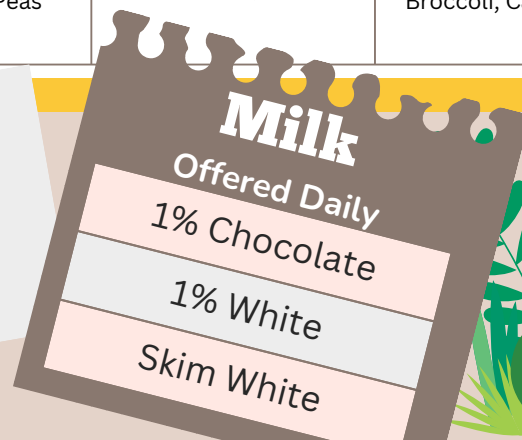 Peas
Broccoli, C
Milk
Offered Daily
1% Chocolate
1% White
Skim White